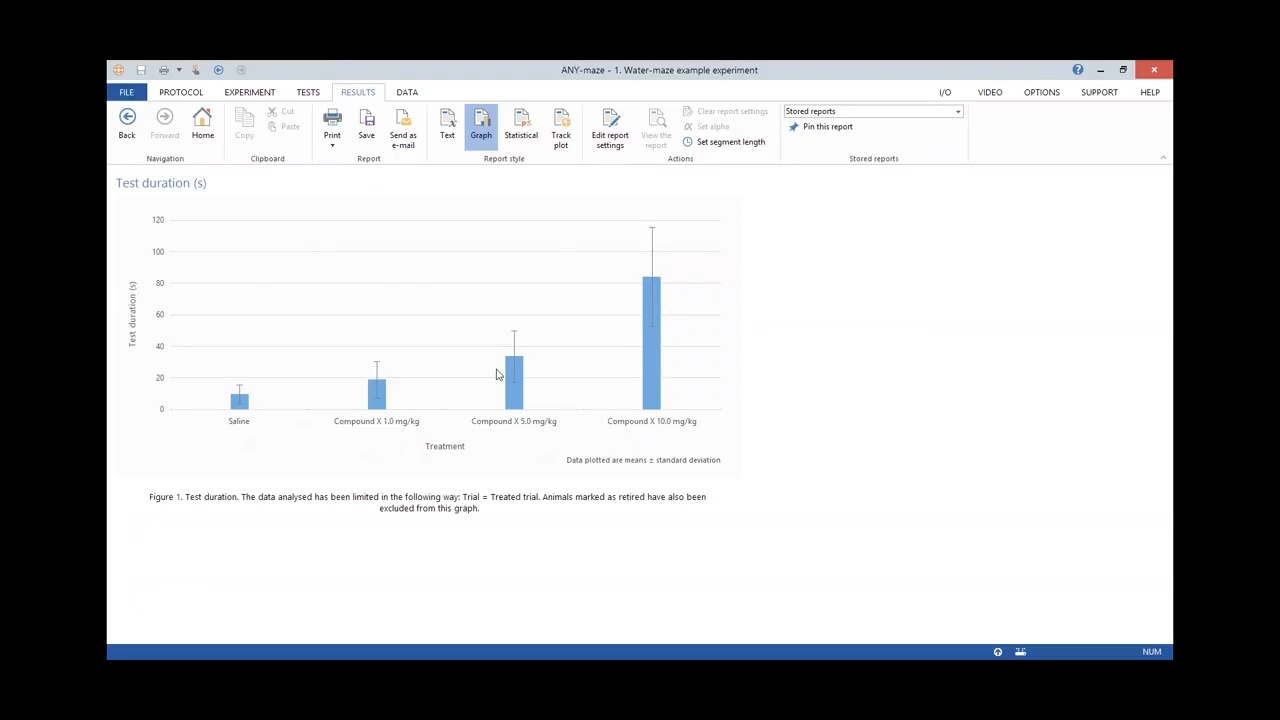 ANY-maze - 1. Water-maze example experiment
FILE PROTOCOL EXPERIMENT TESTS RESULTS DATA I/O VIDEO OPTIONS SUPPORT HELP
Back Forward Home
Navigation
Copy Cut Paste
Clipboard
Print Save Send as e-mail
Report
Text Graph Statistical Track plot
Report style
Edit report settings View the report Clear report settings Set alpha Set segment length
Actions
Stored reports
Pin this report
Stored reports
Test duration (s)
120
100
80
60
40
20
0
Test duration (s)
Saline Compound X 1.0 mg/kg Compound X 5.0 mg/kg Compound X 10.0 mg/kg
Treatment
Data plotted are means ± standard deviation
Figure 1. Test duration. The data analysed has been limited in the following way: Trial = Treated trial. Animals marked as retired have also been
excluded from this graph.
NUM